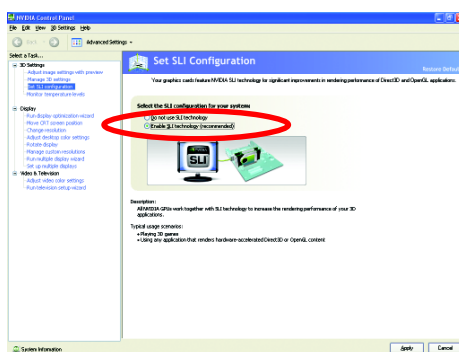 NVIDIA Control Panel
File Edit View 3D Settings Help
Back
Advanced Settings
Select a Task...
3D Settings
Adjust image settings with preview
Manage 3D settings
Set SLI configuration
Monitor temperature levels
Display
Run display optimization wizard
Move CRT screen position
Change resolution
Adjust desktop color settings
Rotate display
Manage custom resolutions
Run multiple display wizard
Set up multiple displays
Video & Television
Adjust video color settings
Run television setup wizard
System Information
Set SLI Configuration
Restore Defaul
Your graphics cards feature NVIDIA SLI technology for significant improvements in rendering performance of Direct3D and OpenGL applications.
Select the SLI configuration for your system:
Do not use SLI technology
Enable SLI technology (recommended)
SLI
Description:
All NVIDIA GPUs work together with SLI technology to increase the rendering performance of your 3D
applications.
Typical usage scenarios:
• Playing 3D games
• Using any application that renders hardware-accelerated Direct3D or OpenGL content
Apply
Cancel